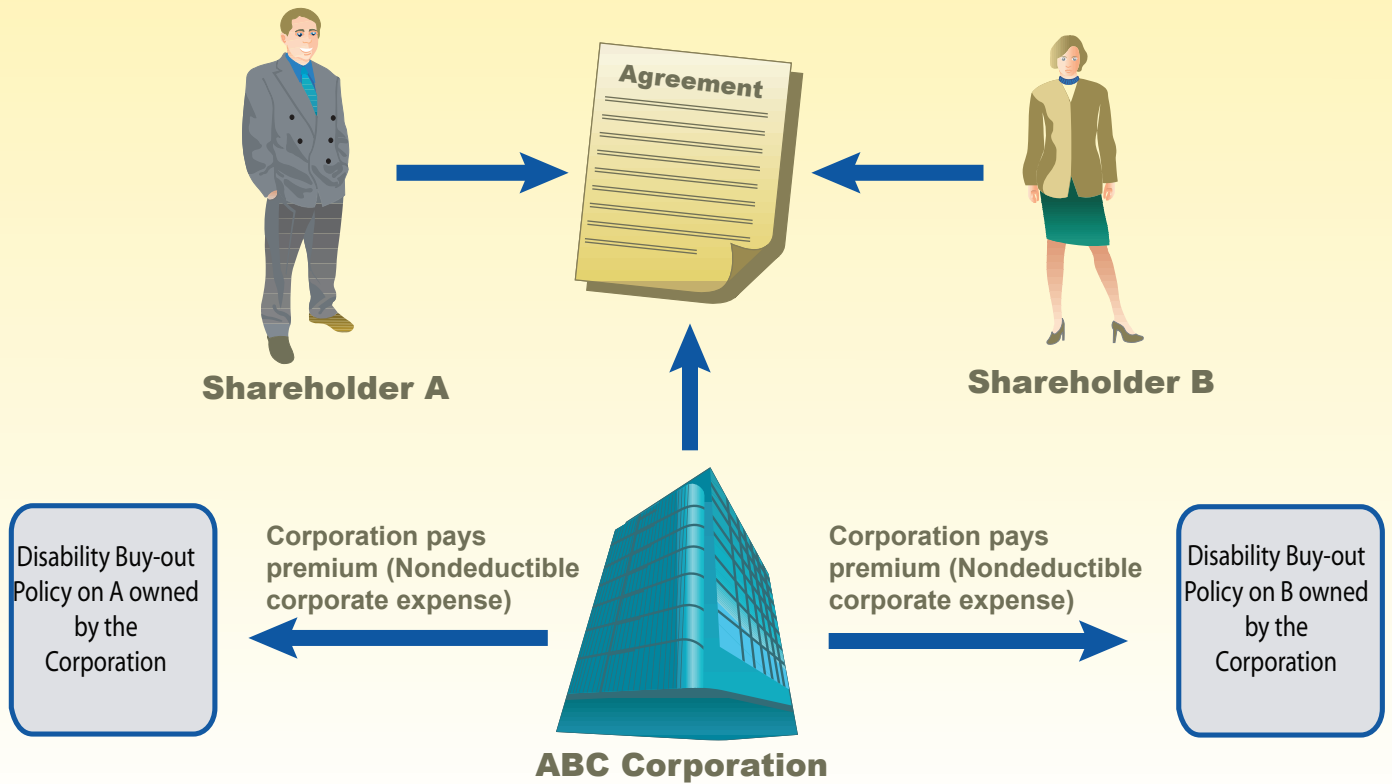 Agreement
Shareholder A
Shareholder B
Disability Buy-out
Policy on A owned
by the
Corporation
Corporation pays
premium (Nondeductible
corporate expense)
Corporation pays
premium (Nondeductible
corporate expense)
Disability Buy-out
Policy on B owned
by the
Corporation
ABC Corporation